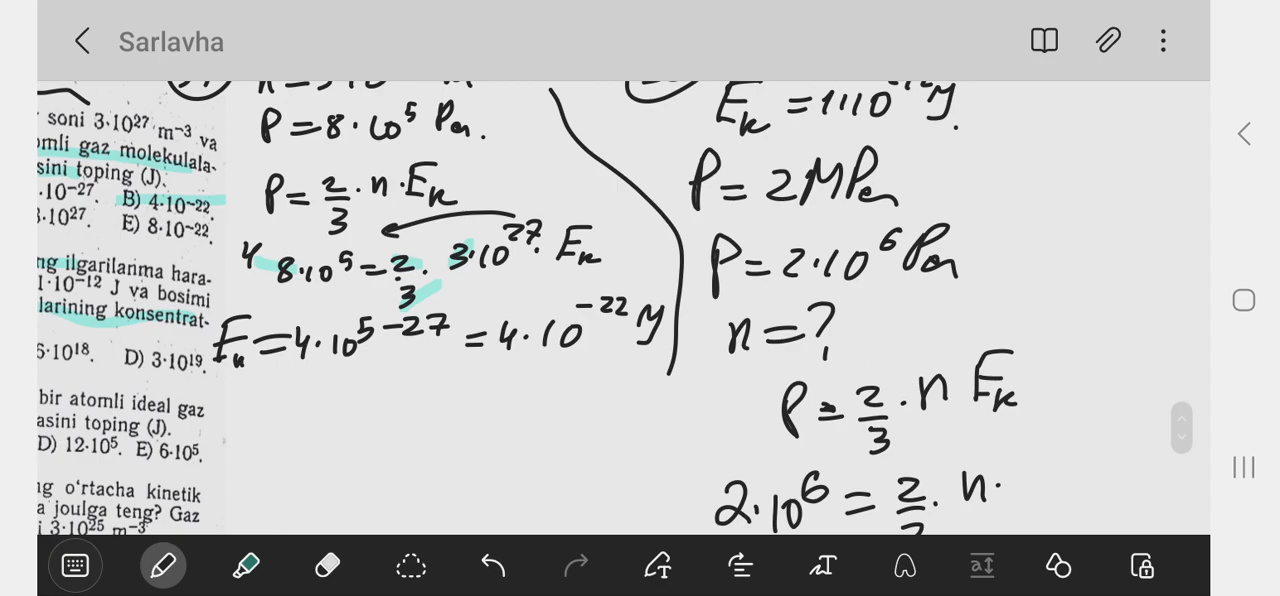 Sarlavha
soni 3·10²⁷ m⁻³ va
omli gaz molekulala-
sini toping (J).
·10⁻²⁷. B) 4·10⁻²².
·10²⁷. E) 8·10⁻²².
ng ilgarilanma hara-
1·10⁻¹² J va bosimi
larining konsentrat-
6·10¹⁸. D) 3·10¹⁹.
bir atomli ideal gaz
asini toping (J).
D) 12·10⁵. E) 6·10⁵.
ng o‘rtacha kinetik
a joulga teng? Gaz
3·10²⁵ m⁻³
P = 8·10⁵ Pa.
P = 2/3 · n · Eₖ
4 8·10⁵ = 2/3 · 3·10²⁷ · Eₖ
Eₖ = 4·10⁵⁻²⁷ = 4·10⁻²² J
P = 2MPa
P = 2·10⁶ Pa
n = ?
P = 2/3 · n Eₖ
2·10⁶ = 2/3 · n·